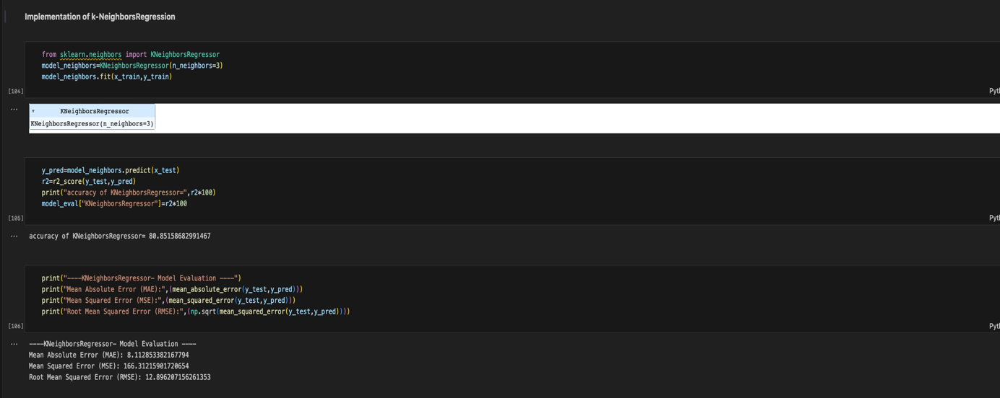 Implementation of k-NeighborsRegression
from sklearn.neighbors import KNeighborsRegressor
model_neighbors=KNeighborsRegressor(n_neighbors=3)
model_neighbors.fit(x_train,y_train)
[104]
Pyth
...
▾ KNeighborsRegressor
KNeighborsRegressor(n_neighbors=3)
y_pred=model_neighbors.predict(x_test)
r2=r2_score(y_test,y_pred)
print("accuracy of KNeighborsRegressor=",r2*100)
model_eval["KNeighborsRegressor"]=r2*100
[105]
Pyth
...
accuracy of KNeighborsRegressor= 80.85158682991467
print("----KNeighborsRegressor- Model Evaluation ----")
print("Mean Absolute Error (MAE):",(mean_absolute_error(y_test,y_pred)))
print("Mean Squared Error (MSE):",(mean_squared_error(y_test,y_pred)))
print("Root Mean Squared Error (RMSE):",(np.sqrt(mean_squared_error(y_test,y_pred))))
[106]
Pyth
...
----KNeighborsRegressor- Model Evaluation ----
Mean Absolute Error (MAE): 8.112853382167794
Mean Squared Error (MSE): 166.31215901720654
Root Mean Squared Error (RMSE): 12.896207156261353